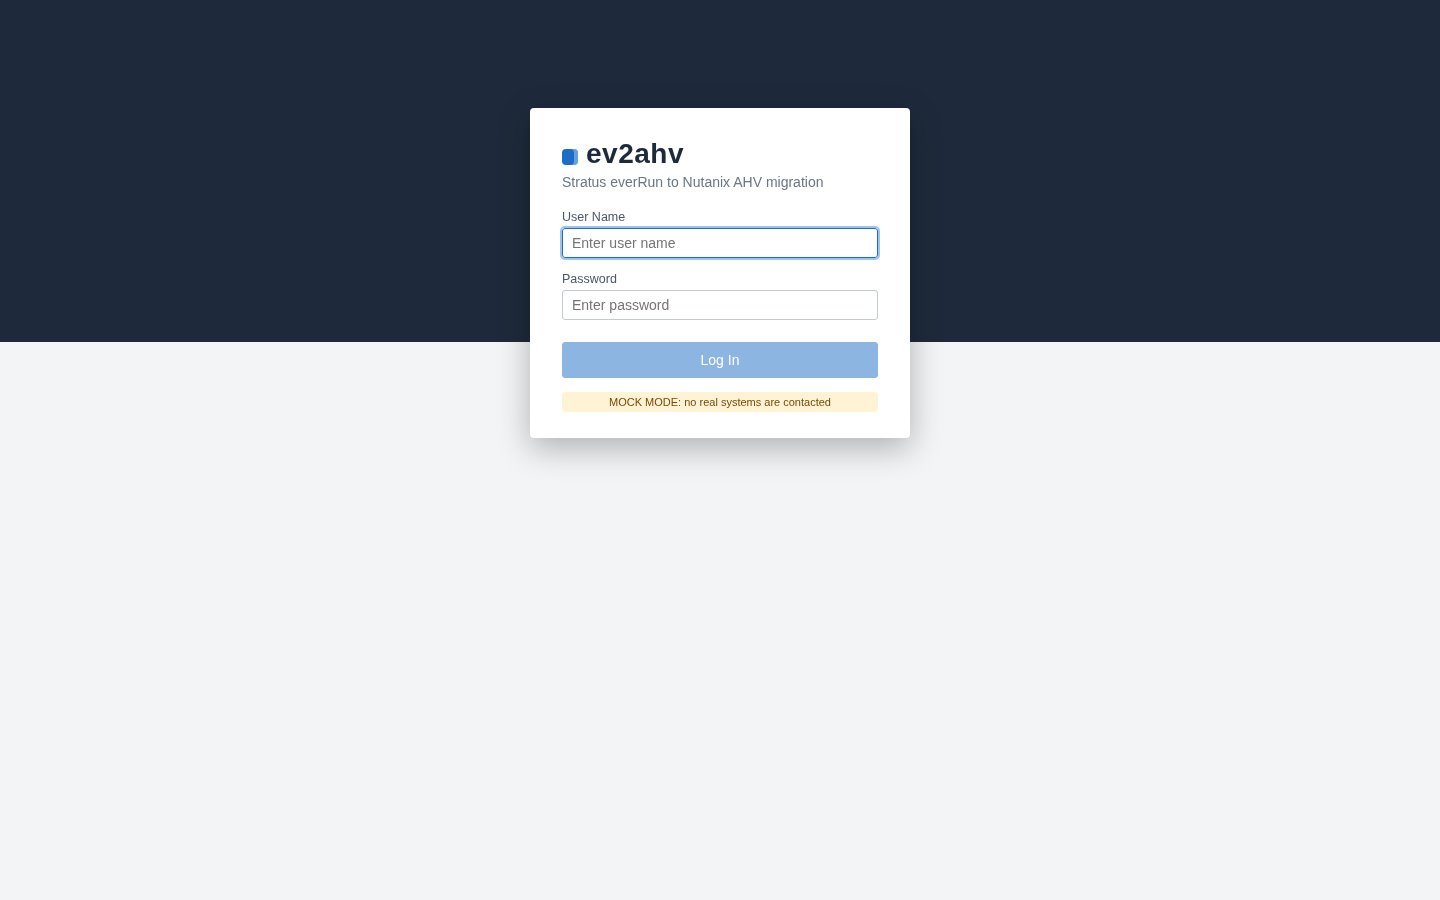 ev2ahv
Stratus everRun to Nutanix AHV migration
User Name
Enter user name
Password
Enter password
Log In
MOCK MODE: no real systems are contacted